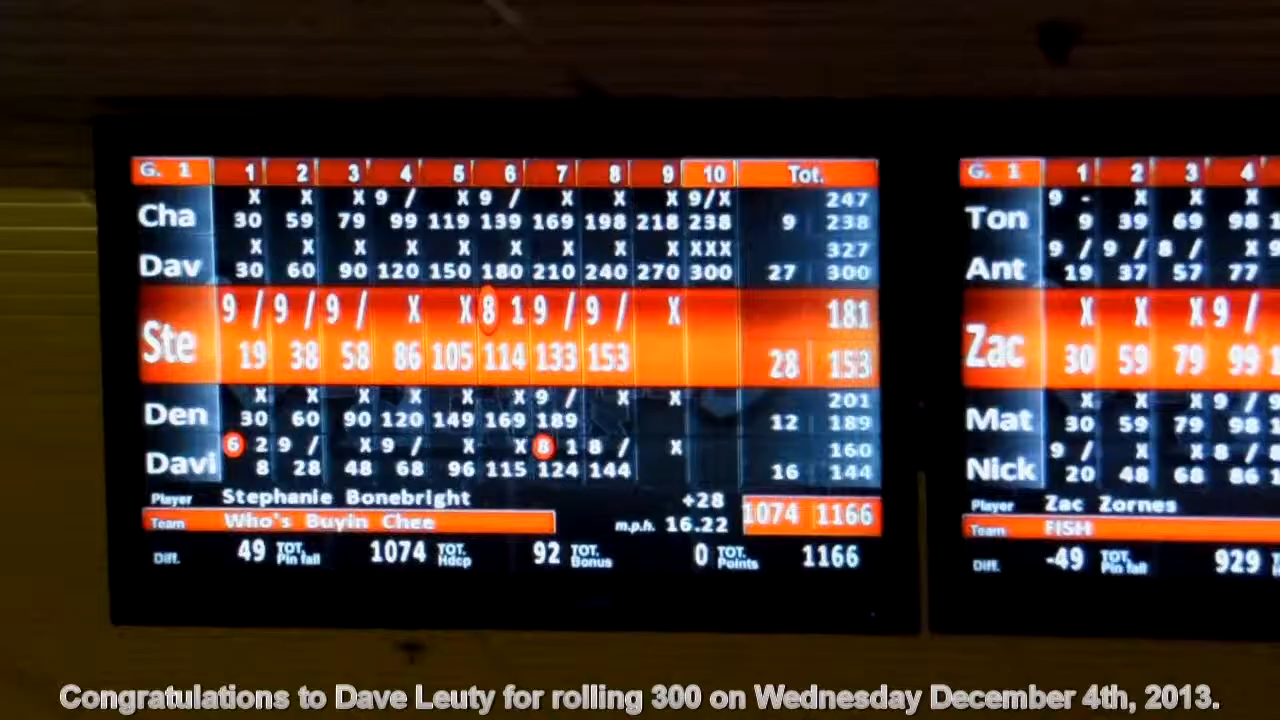 G. 1 1 2 3 4 5 6 7 8 9 10 Tot.
X X X 9 / X 9 / X X X 9/X 247
Cha 30 59 79 99 119 139 169 198 218 238 9 238
X X X X X X X X X XXX 327
Dav 30 60 90 120 150 180 210 240 270 300 27 300
9 / 9 / 9 / X X 8 1 9 / 9 / X 181
Ste 19 38 58 86 105 114 133 153 28 153
X X X X X X 9 / X X 201
Den 30 60 90 120 149 169 189 12 189
6 2 9 / X 9 / X X 8 1 8 / X 160
Davi 8 28 48 68 96 115 124 144 16 144
Player Stephanie Bonebright +28
Team Who's Buyin Chee m.p.h. 16.22 1074 1166
Diff. 49 TOT. Pin fall 1074 TOT. Hdcp 92 TOT. Bonus 0 TOT. Points 1166
G. 1 1 2 3 4
9 - X X X
Ton 9 39 69 98
9 / 9 / 8 / X 9
Ant 19 37 57 77
X X X 9 /
Zac 30 59 79 99
X X X 9 / 9
Mat 30 59 79 98
9 / X X 8 / 8
Nick 20 48 68 86
Player Zac Zornes
Team FISH
Diff. -49 TOT. Pin fall 929
Congratulations to Dave Leuty for rolling 300 on Wednesday December 4th, 2013.